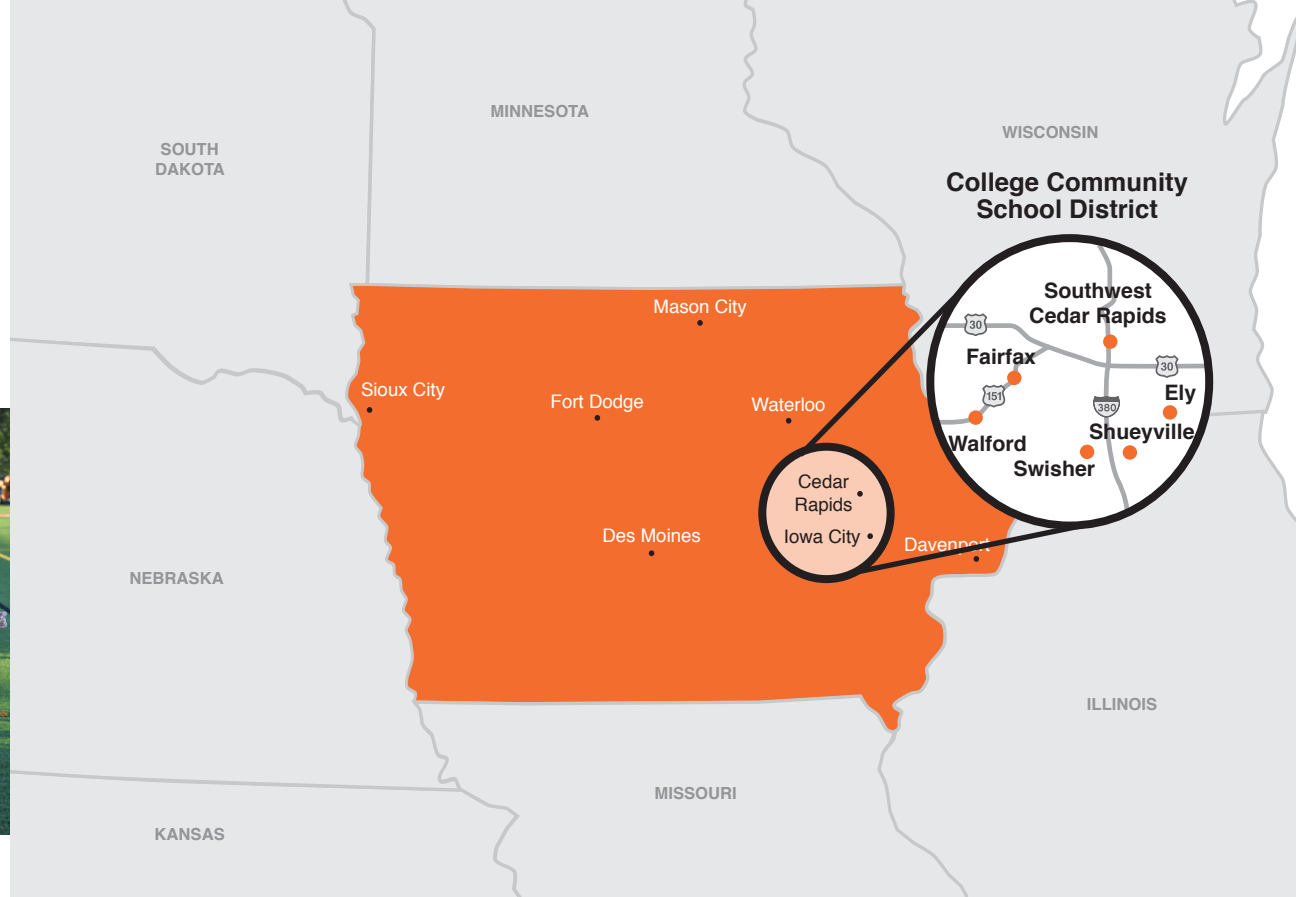 MINNESOTA
WISCONSIN
SOUTH
DAKOTA
College Community
School District
Southwest
Cedar Rapids
30
Fairfax
30
151
Ely
380
Shueyville
Walford
Swisher
Mason City
Sioux City
Fort Dodge
Waterloo
Cedar
Rapids
Iowa City
Des Moines
Davenport
NEBRASKA
ILLINOIS
MISSOURI
KANSAS